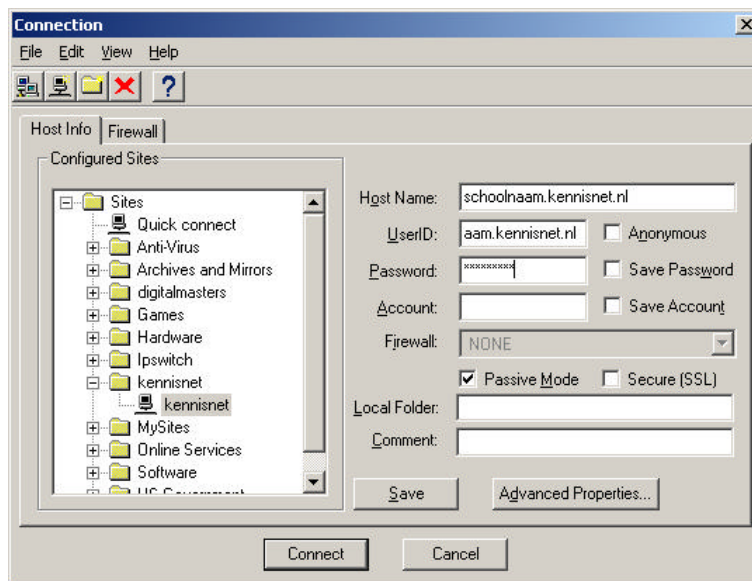 Connection
File Edit View Help
Host Info Firewall
Configured Sites
Sites
Quick connect
Anti-Virus
Archives and Mirrors
digitalmasters
Games
Hardware
Ipswitch
kennisnet
kennisnet
MySites
Online Services
Software
US Government
Host Name: schoolnaam.kennisnet.nl
UserID: aam.kennisnet.nl Anonymous
Password: ********* Save Password
Account: Save Account
Firewall: NONE
Passive Mode Secure (SSL)
Local Folder:
Comment:
Save Advanced Properties...
Connect Cancel